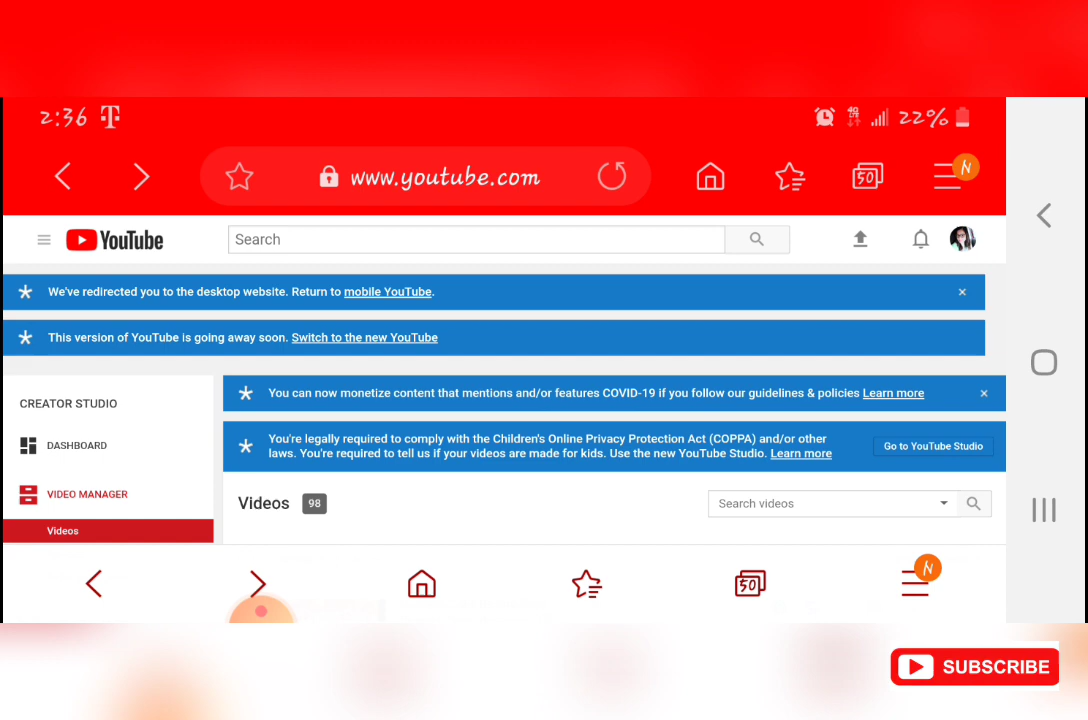 2:36
4G
22%
www.youtube.com
50
N
YouTube
Search
We've redirected you to the desktop website. Return to mobile YouTube.
This version of YouTube is going away soon. Switch to the new YouTube
CREATOR STUDIO
You can now monetize content that mentions and/or features COVID-19 if you follow our guidelines & policies Learn more
DASHBOARD
You're legally required to comply with the Children's Online Privacy Protection Act (COPPA) and/or other
laws. You're required to tell us if your videos are made for kids. Use the new YouTube Studio. Learn more
Go to YouTube Studio
VIDEO MANAGER
Videos 98
Search videos
Videos
50
N
SUBSCRIBE